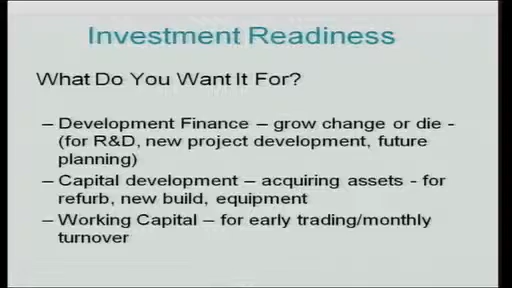 Investment Readiness
What Do You Want It For?
– Development Finance – grow change or die -
(for R&D, new project development, future
planning)
– Capital development – acquiring assets - for
refurb, new build, equipment
– Working Capital – for early trading/monthly
turnover